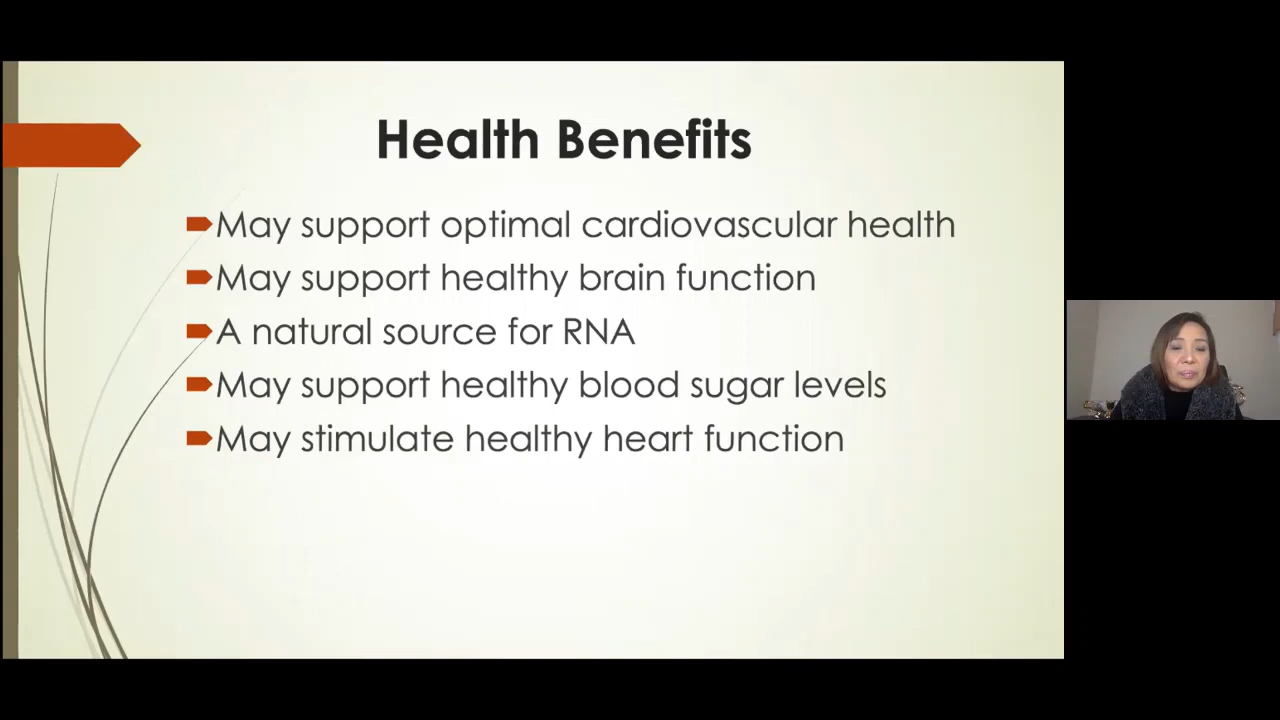 Health Benefits
May support optimal cardiovascular health
May support healthy brain function
A natural source for RNA
May support healthy blood sugar levels
May stimulate healthy heart function